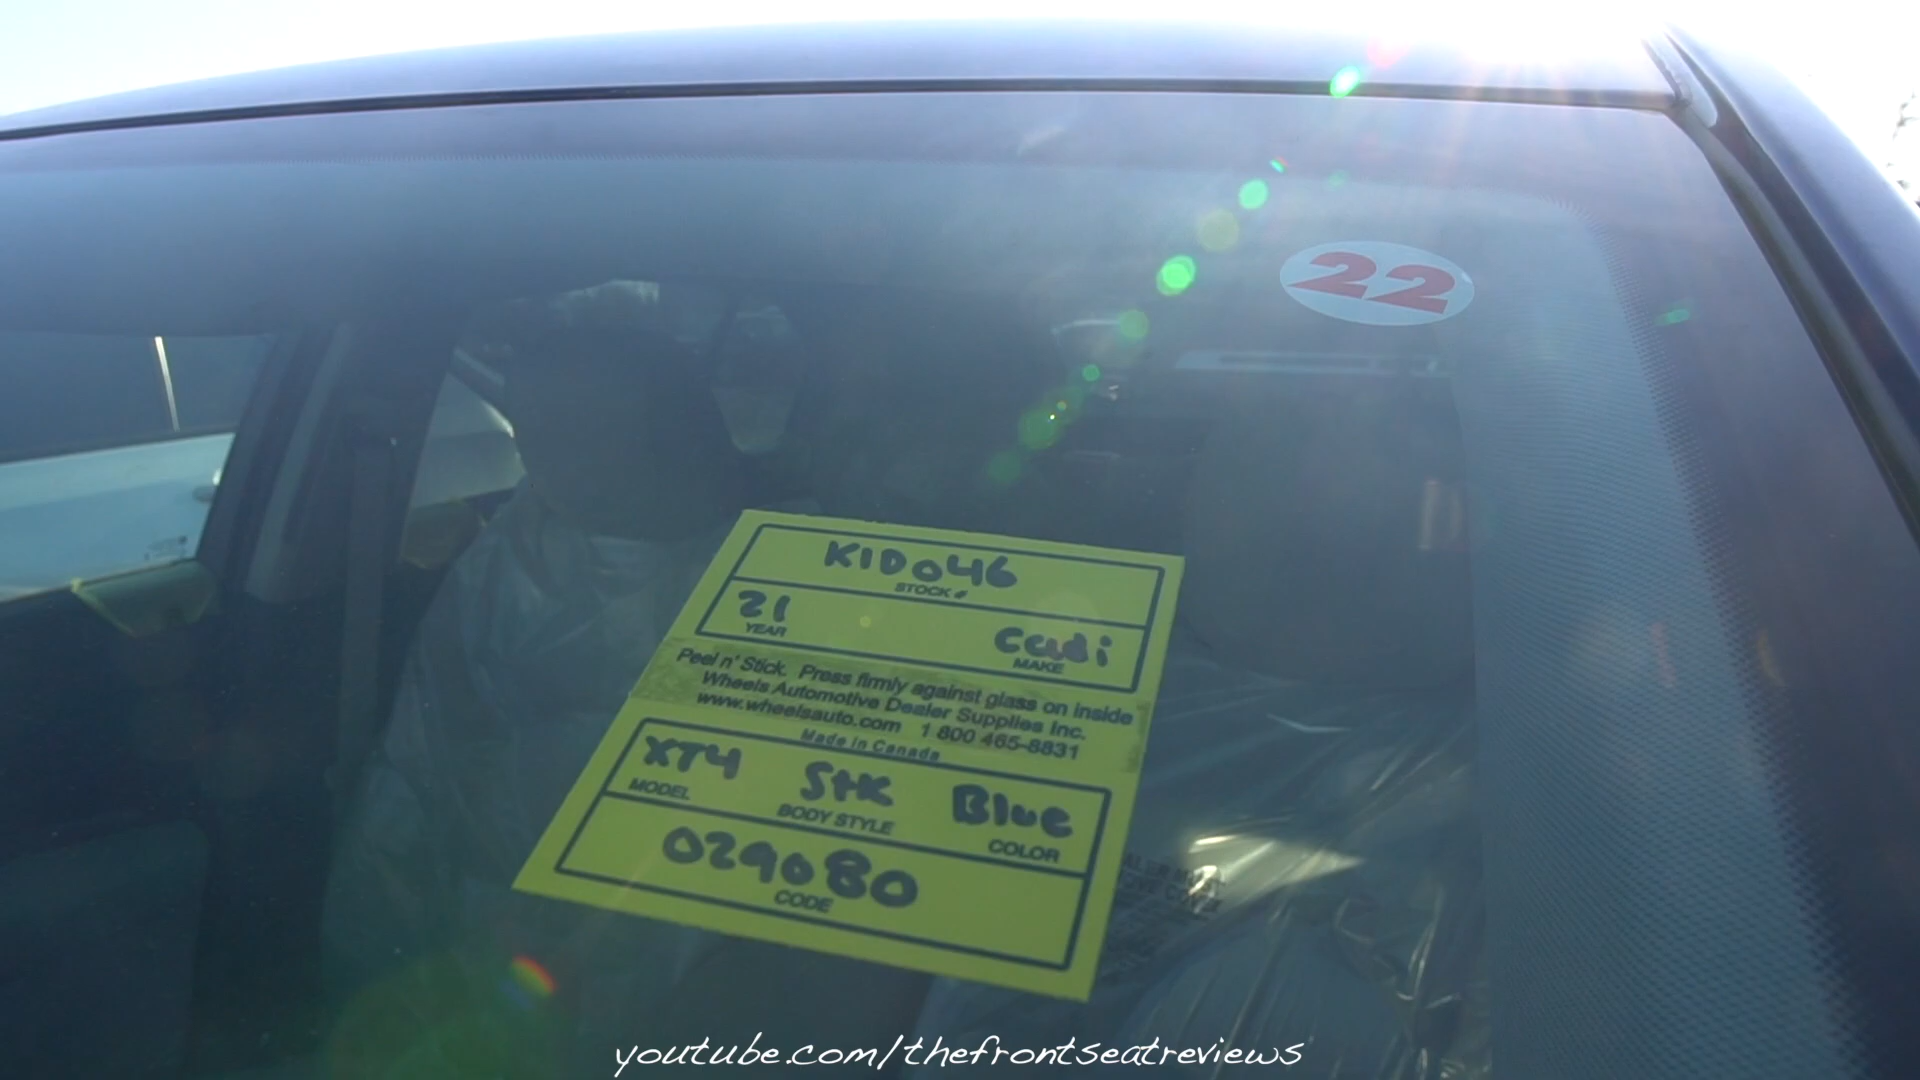 22
K1D046
STOCK #
21 Cadi
YEAR MAKE
Peel n' Stick. Press firmly against glass on inside
Wheels Automotive Dealer Supplies Inc.
www.wheelsauto.com 1 800 465-8831
Made in Canada
XT4 Stk Blue
MODEL BODY STYLE COLOR
029080
CODE
youtube.com/thefrontseatreviews